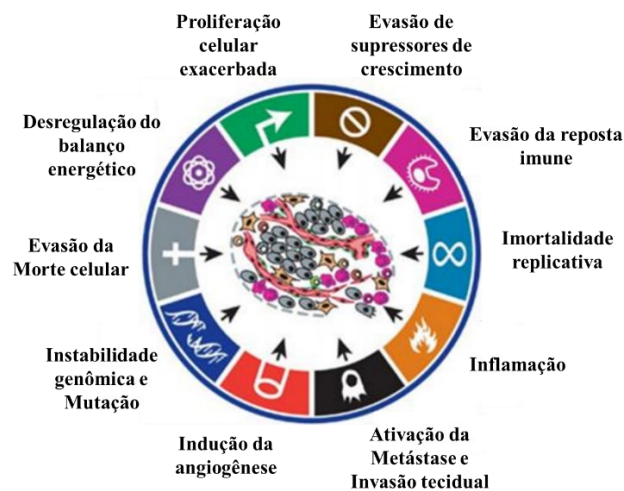 Proliferação
celular
exacerbada
Evasão de
supressores de
crescimento
Desregulação do
balanço
energético
Evasão da reposta
imune
Evasão da
Morte celular
Imortalidade
replicativa
Instabilidade
genômica e
Mutação
Inflamação
Indução da
angiogênese
Ativação da
Metástase e
Invasão tecidual